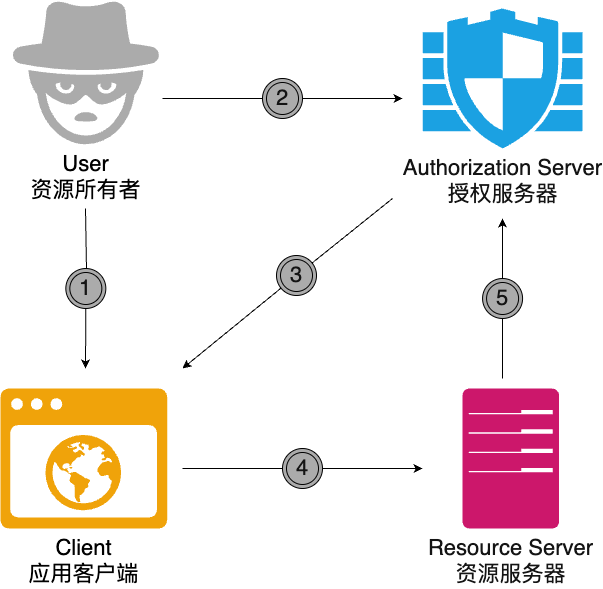 2
User
资源所有者
Authorization Server
授权服务器
3
1
5
4
Client
应用客户端
Resource Server
资源服务器